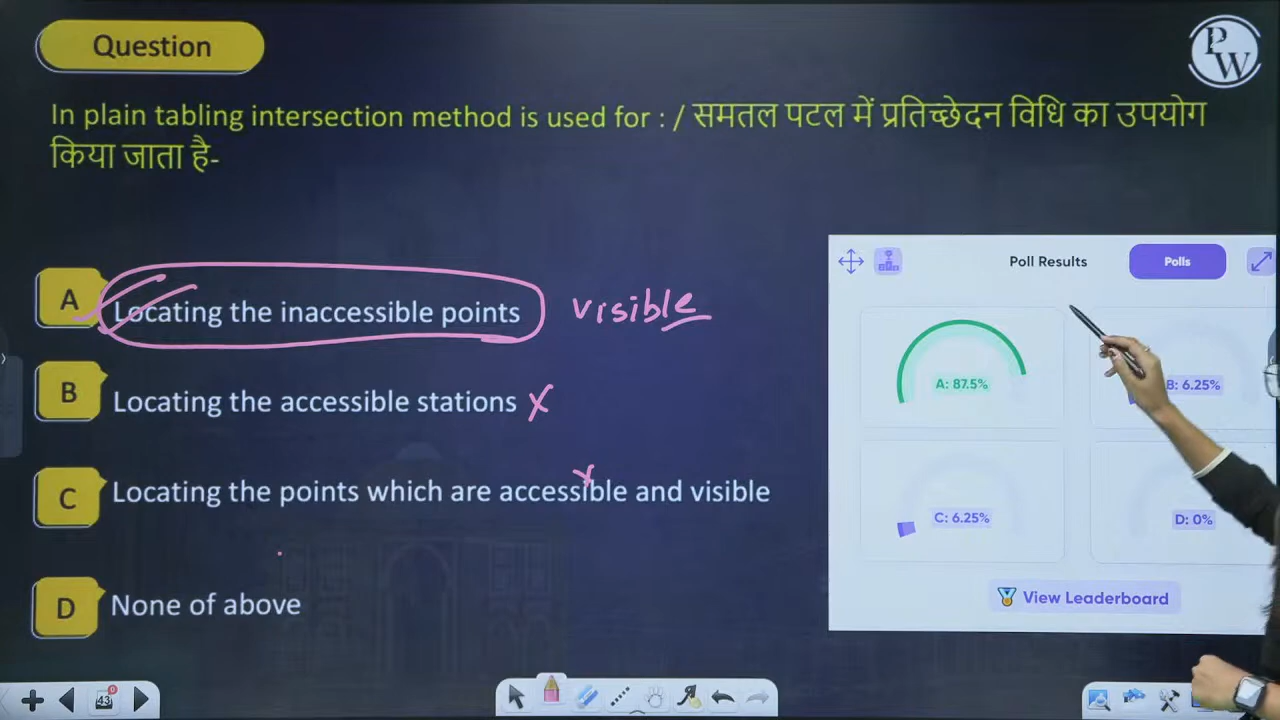 Question
PW
In plain tabling intersection method is used for : / समतल पटल में प्रतिच्छेदन विधि का उपयोग
किया जाता है-
A
Locating the inaccessible points
visible
B
Locating the accessible stations X
C
Locating the points which are accessible and visible
D
None of above
Poll Results
Polls
A: 87.5%
B: 6.25%
C: 6.25%
D: 0%
View Leaderboard
43
0